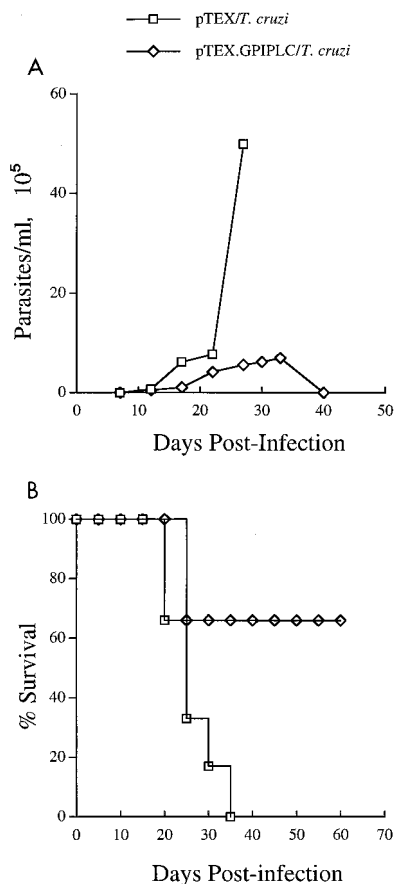 pTEX/T. cruzi
pTEX.GPIPLC/T. cruzi
A
60
40
20
0
Parasites/ml, 10⁵
0 10 20 30 40 50
Days Post-Infection
B
100
80
60
40
20
0
% Survival
0 10 20 30 40 50 60 70
Days Post-infection